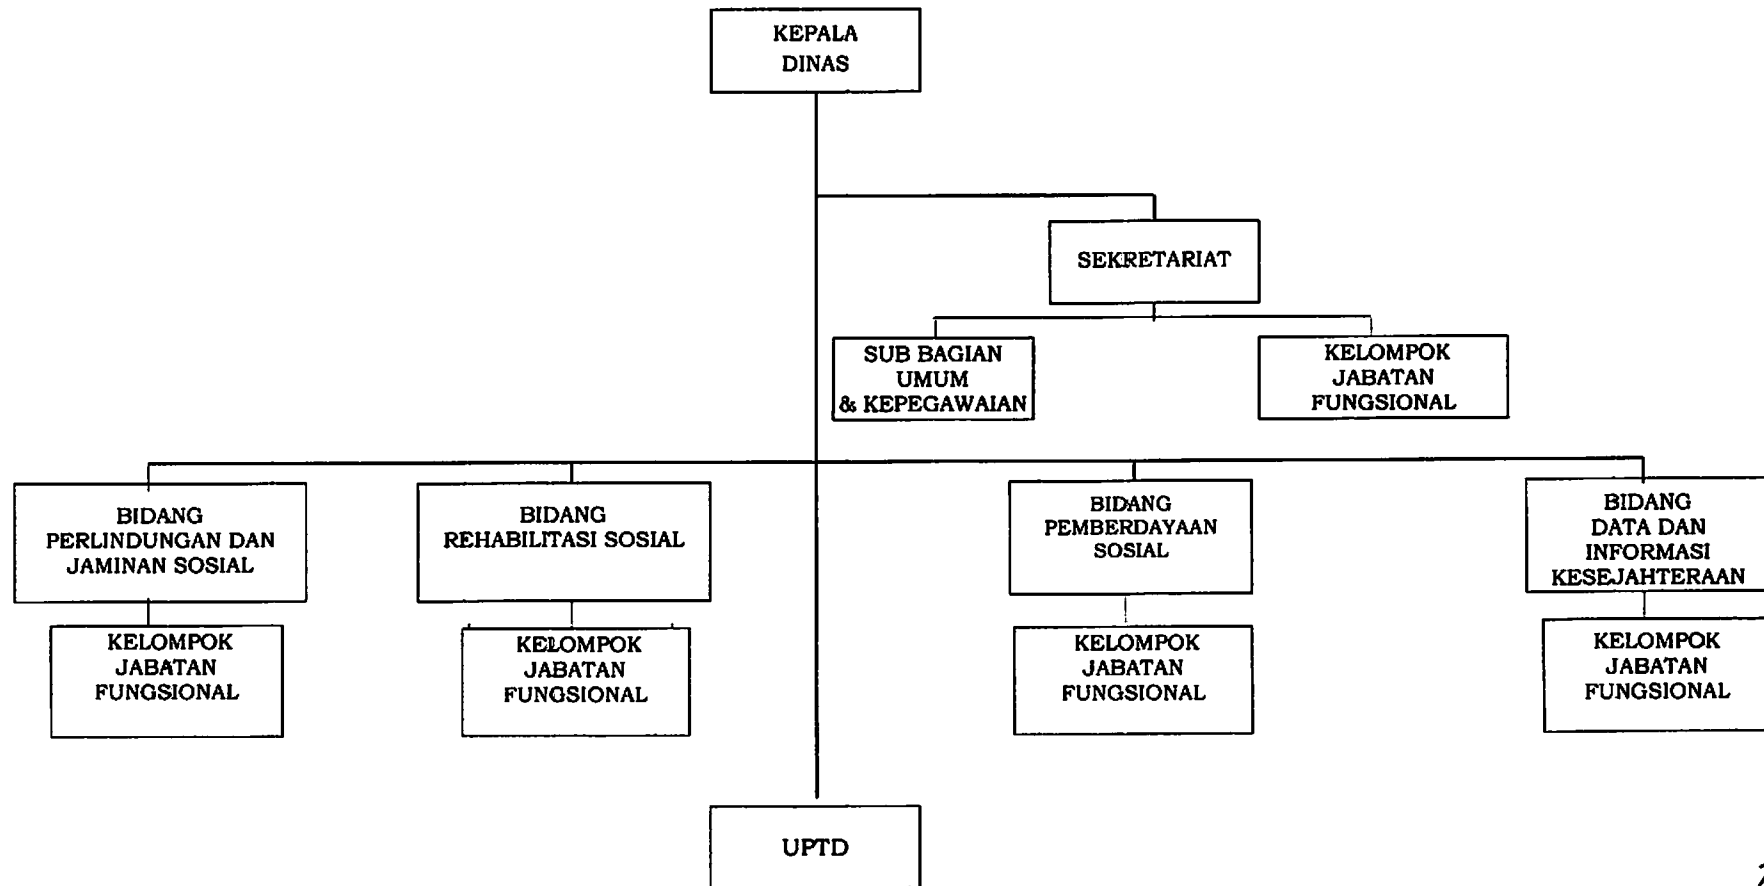 KEPALA
DINAS
SEKRETARIAT
SUB BAGIAN
UMUM
& KEPEGAWAIAN
KELOMPOK
JABATAN
FUNGSIONAL
BIDANG
PERLINDUNGAN DAN
JAMINAN SOSIAL
BIDANG
REHABILITASI SOSIAL
BIDANG
PEMBERDAYAAN
SOSIAL
BIDANG
DATA DAN
INFORMASI
KESEJAHTERAAN
KELOMPOK
JABATAN
FUNGSIONAL
KELOMPOK
JABATAN
FUNGSIONAL
KELOMPOK
JABATAN
FUNGSIONAL
KELOMPOK
JABATAN
FUNGSIONAL
UPTD